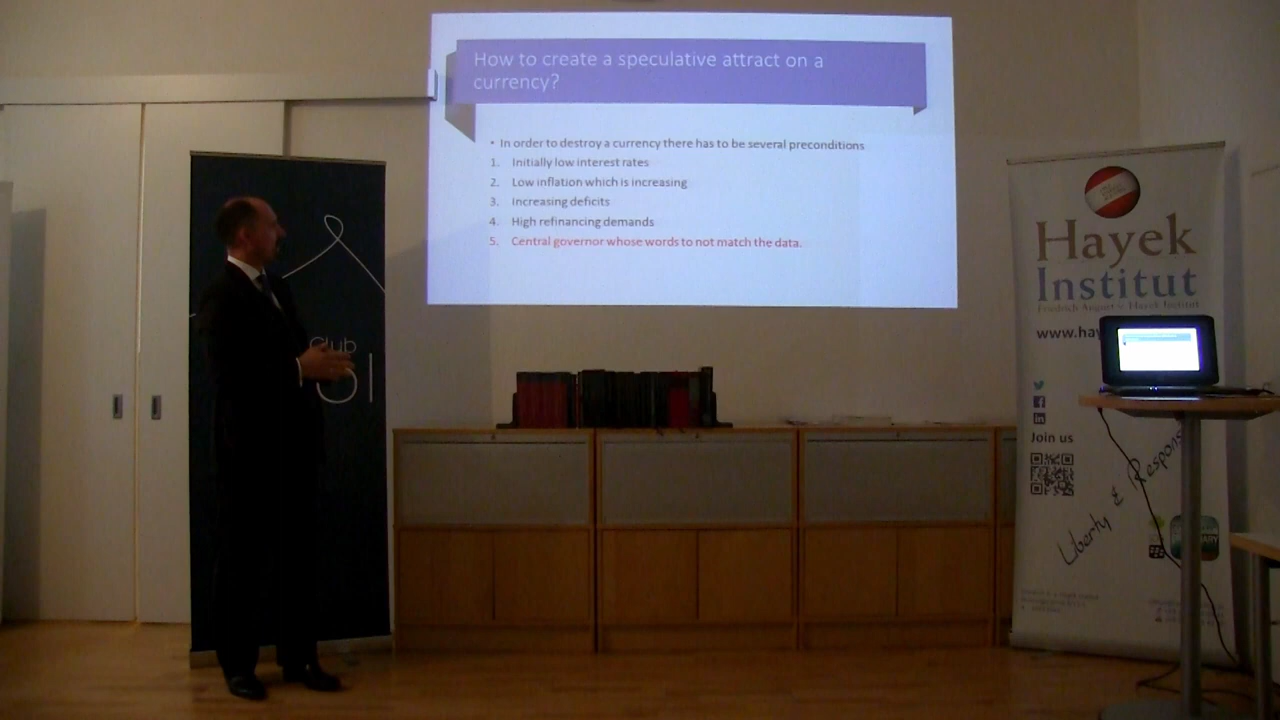 How to create a speculative attract on a
currency?
• In order to destroy a currency there has to be several preconditions
1. Initially low interest rates
2. Low inflation which is increasing
3. Increasing deficits
4. High refinancing demands
5. Central governor whose words to not match the data.
Club
Hayek
Institut
Friedrich August v. Hayek Institut
www.hay
Join us
Liberty & Respons